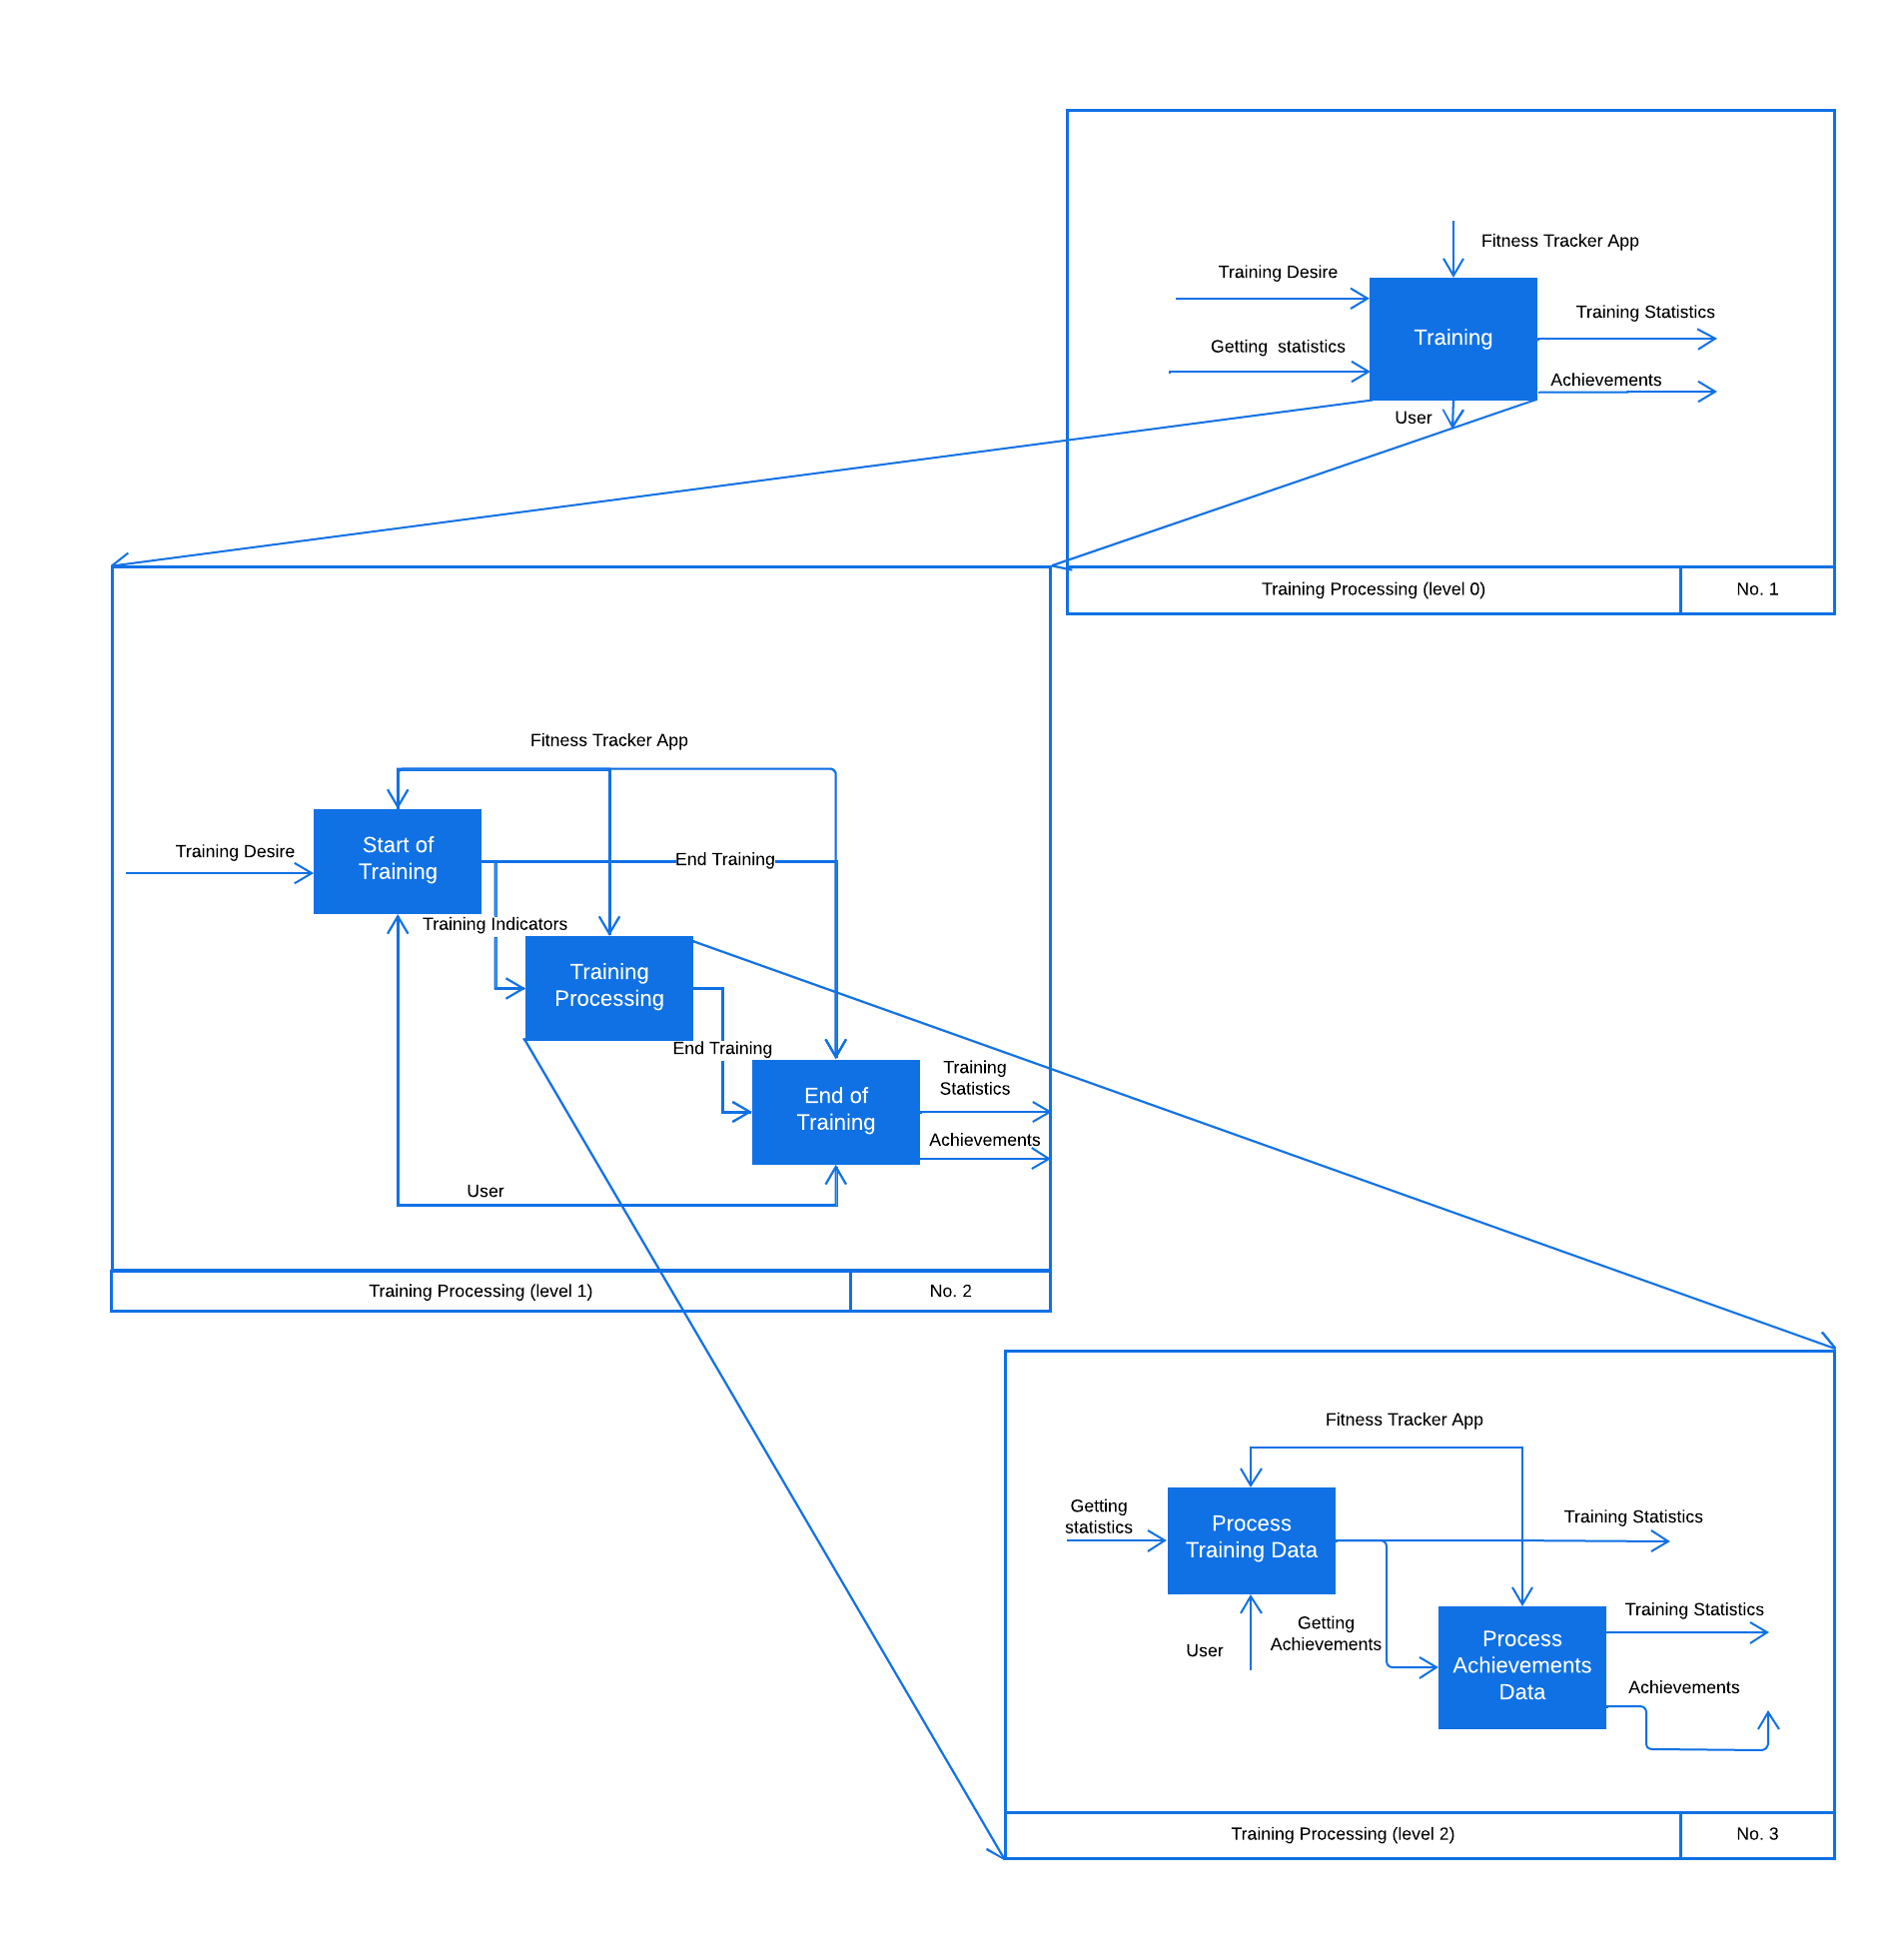 Fitness Tracker App
Training Desire
Training Statistics
Training
Getting  statistics
Achievements
User
Training Processing (level 0)
No. 1
Fitness Tracker App
Start of
Training
Training Desire
End Training
Training Indicators
Training
Processing
End Training
Training
Statistics
End of
Training
Achievements
User
Training Processing (level 1)
No. 2
Fitness Tracker App
Getting
statistics
Process
Training Data
Training Statistics
User
Getting
Achievements
Training Statistics
Process
Achievements
Data
Achievements
Training Processing (level 2)
No. 3